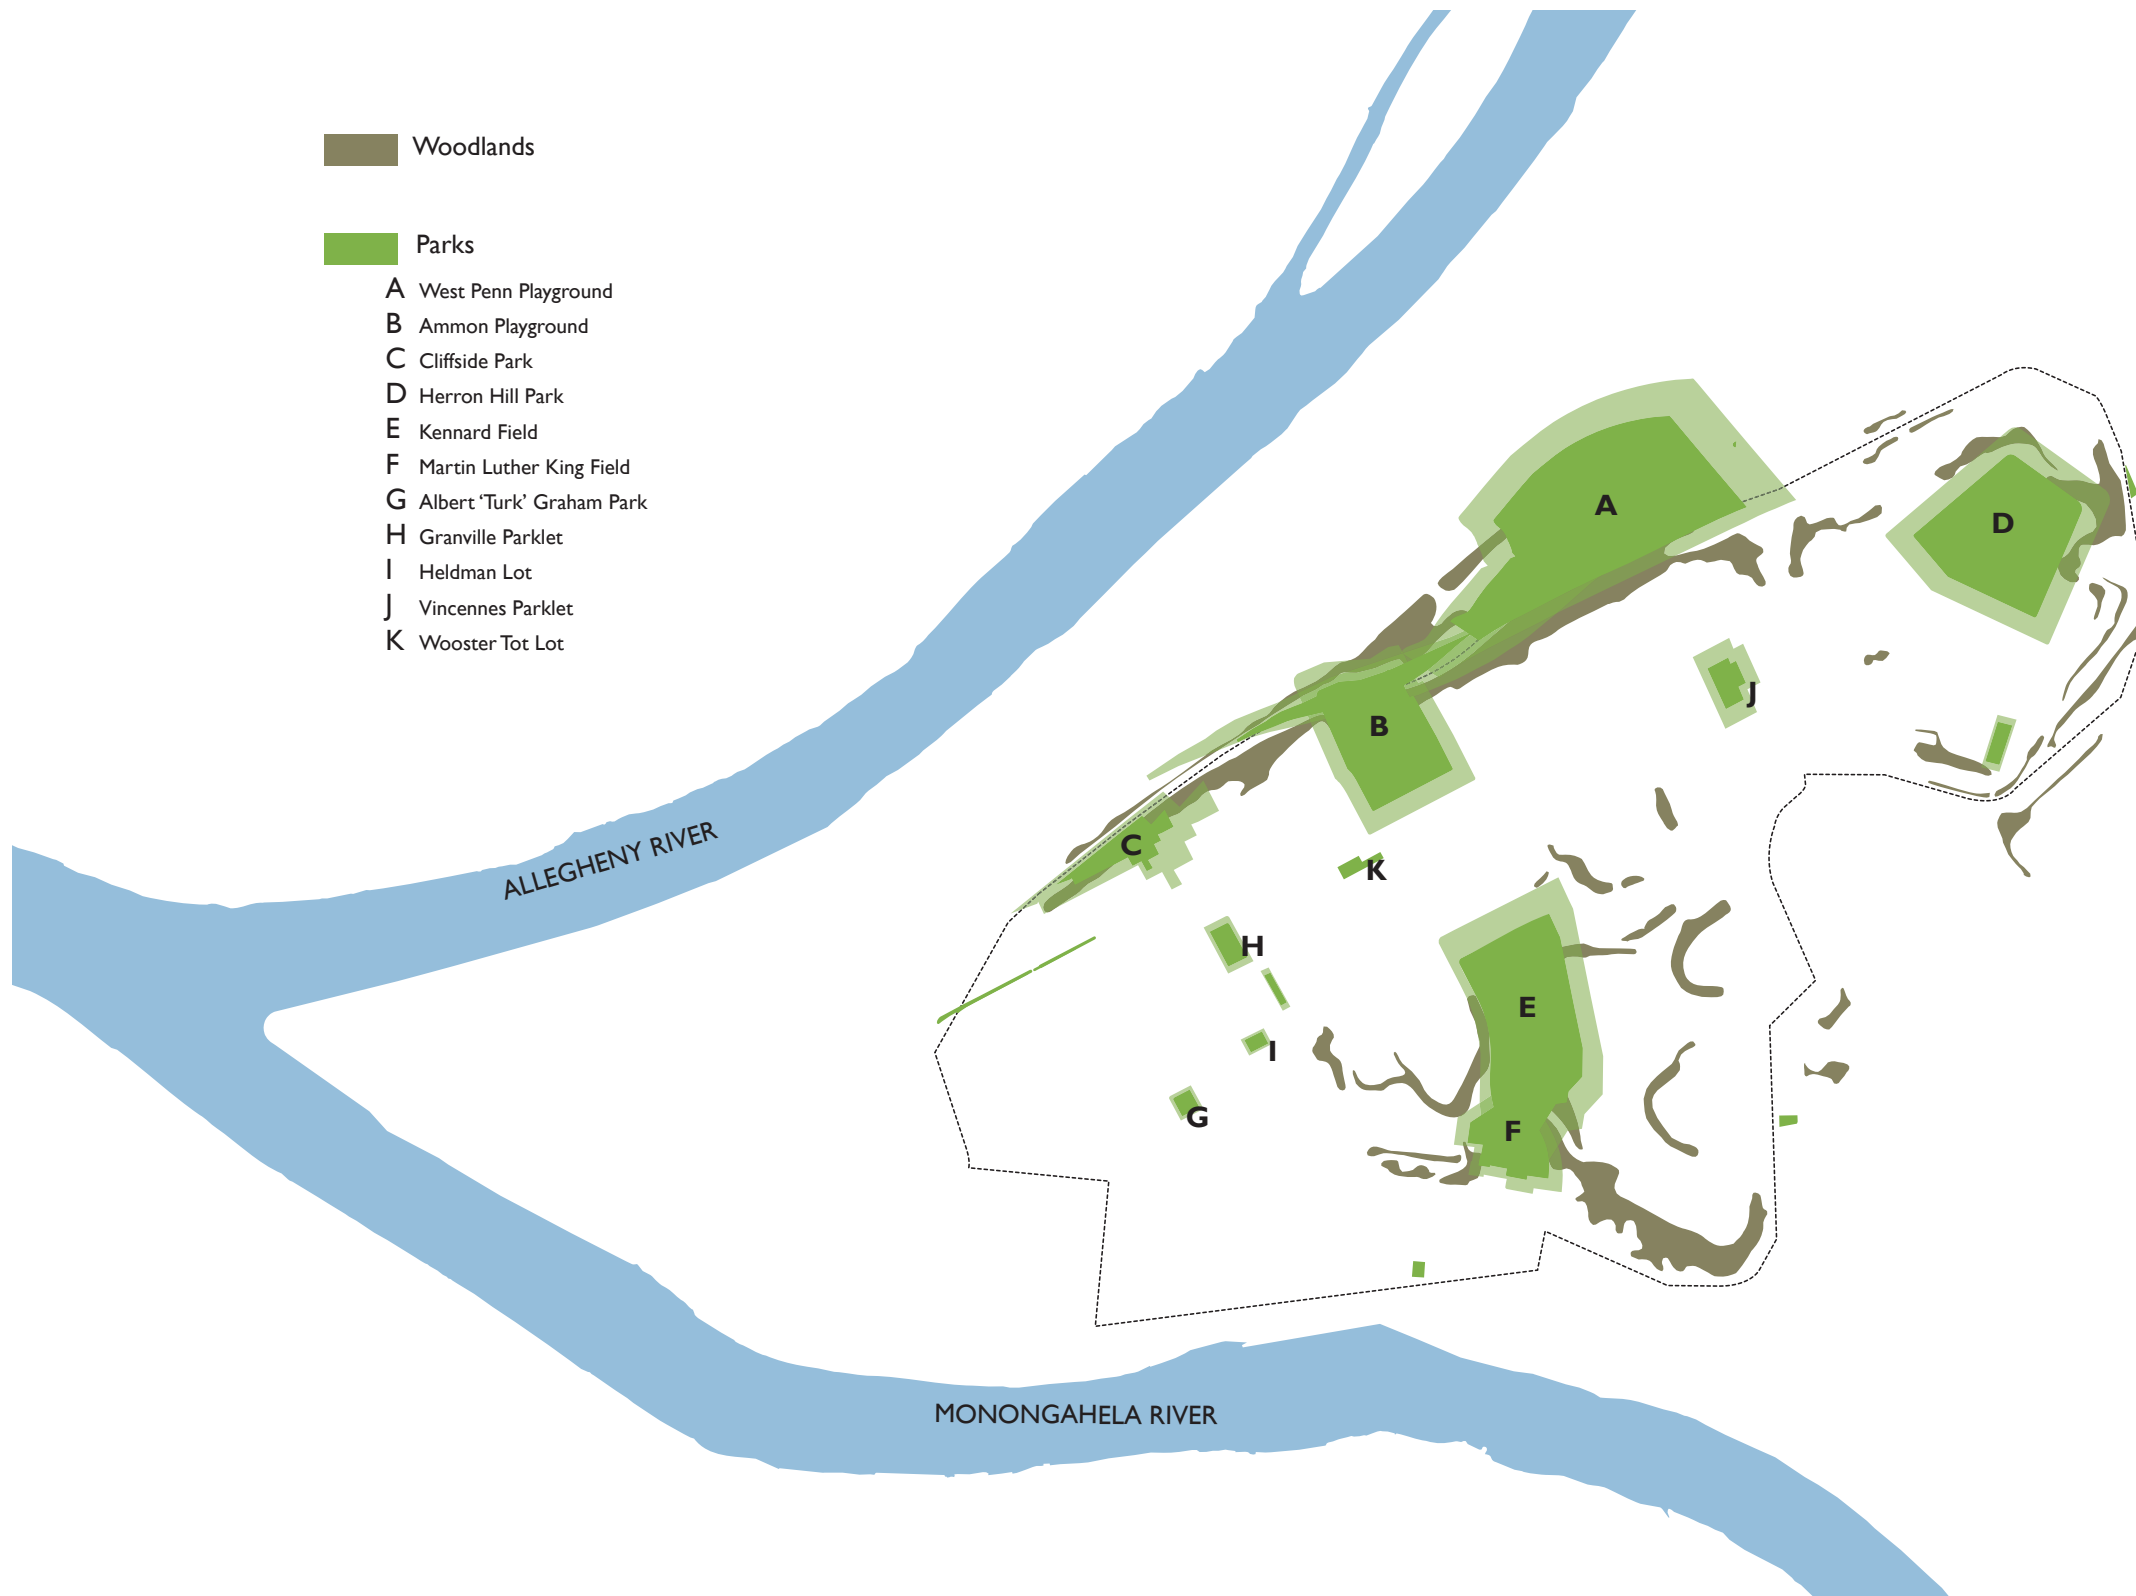 Woodlands
Parks
A West Penn Playground
B Ammon Playground
C Cliffside Park
D Herron Hill Park
E Kennard Field
F Martin Luther King Field
G Albert ‘Turk’ Graham Park
H Granville Parklet
I Heldman Lot
J Vincennes Parklet
K Wooster Tot Lot
A
D
J
B
C
K
H
E
I
G
F
ALLEGHENY RIVER
MONONGAHELA RIVER